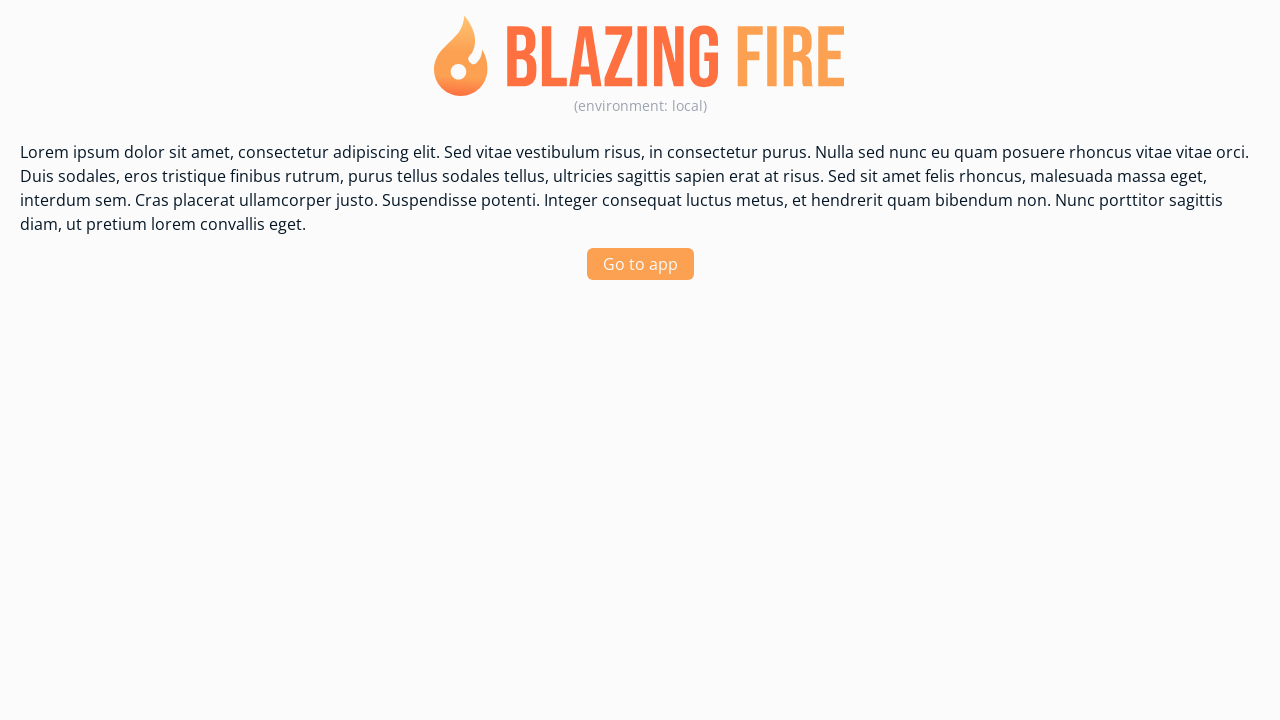 BLAZING FIRE
(environment: local)
Lorem ipsum dolor sit amet, consectetur adipiscing elit. Sed vitae vestibulum risus, in consectetur purus. Nulla sed nunc eu quam posuere rhoncus vitae vitae orci.
Duis sodales, eros tristique finibus rutrum, purus tellus sodales tellus, ultricies sagittis sapien erat at risus. Sed sit amet felis rhoncus, malesuada massa eget,
interdum sem. Cras placerat ullamcorper justo. Suspendisse potenti. Integer consequat luctus metus, et hendrerit quam bibendum non. Nunc porttitor sagittis
diam, ut pretium lorem convallis eget.
Go to app